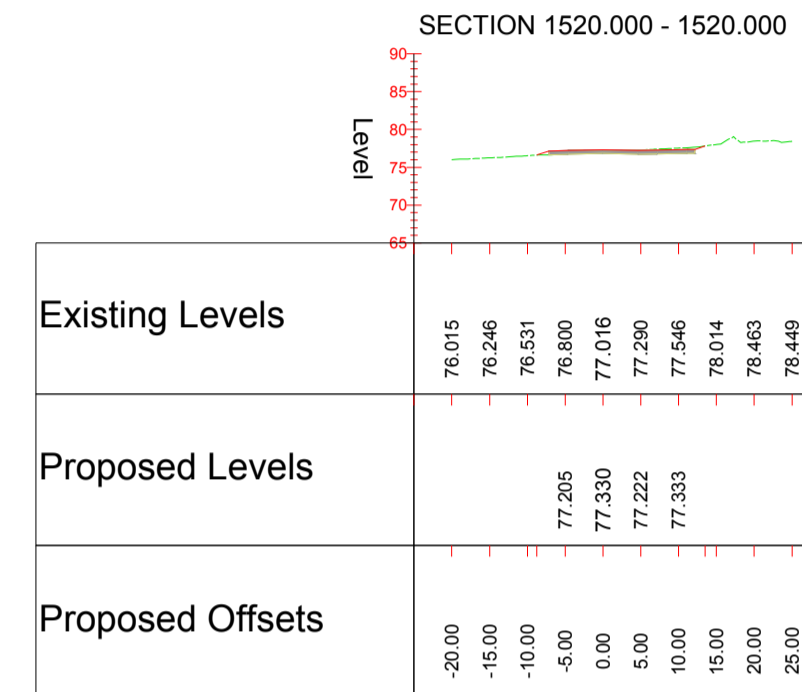 SECTION 1520.000 - 1520.000
Level
90
85
80
75
70
65
Existing Levels
76.015 76.246 76.531 76.800 77.016 77.290 77.546 78.014 78.463 78.449
Proposed Levels
77.205 77.330 77.222 77.333
Proposed Offsets
-20.00 -15.00 -10.00 -5.00 0.00 5.00 10.00 15.00 20.00 25.00